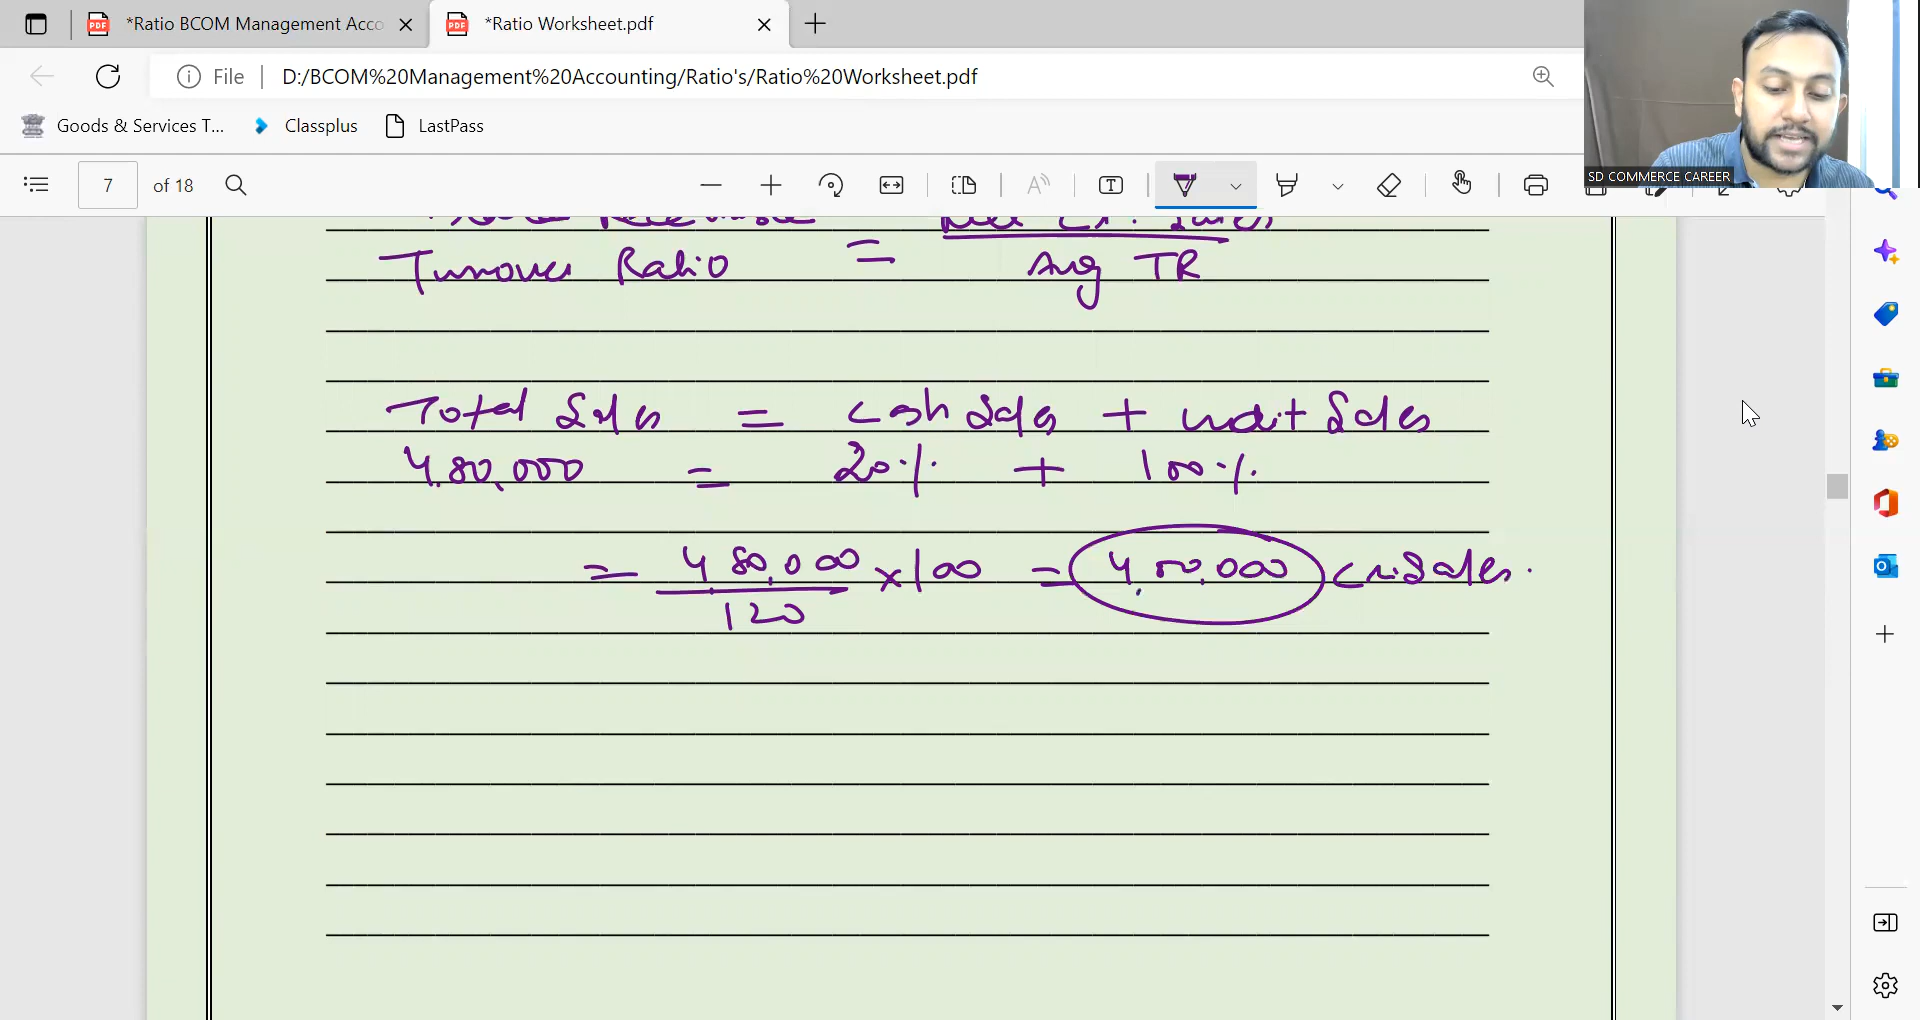 *Ratio BCOM Management Acco
*Ratio Worksheet.pdf
File D:/BCOM%20Management%20Accounting/Ratio's/Ratio%20Worksheet.pdf
Goods & Services T... Classplus LastPass
7 of 18
SD COMMERCE CAREER
Turnover Ratio = Avg TR
Total Sales = Cash Sales + Credit Sales
4,80,000 = 20% + 100%
= 4 80,000 / 120 × 100 = 4,00,000 Cr. Sales.